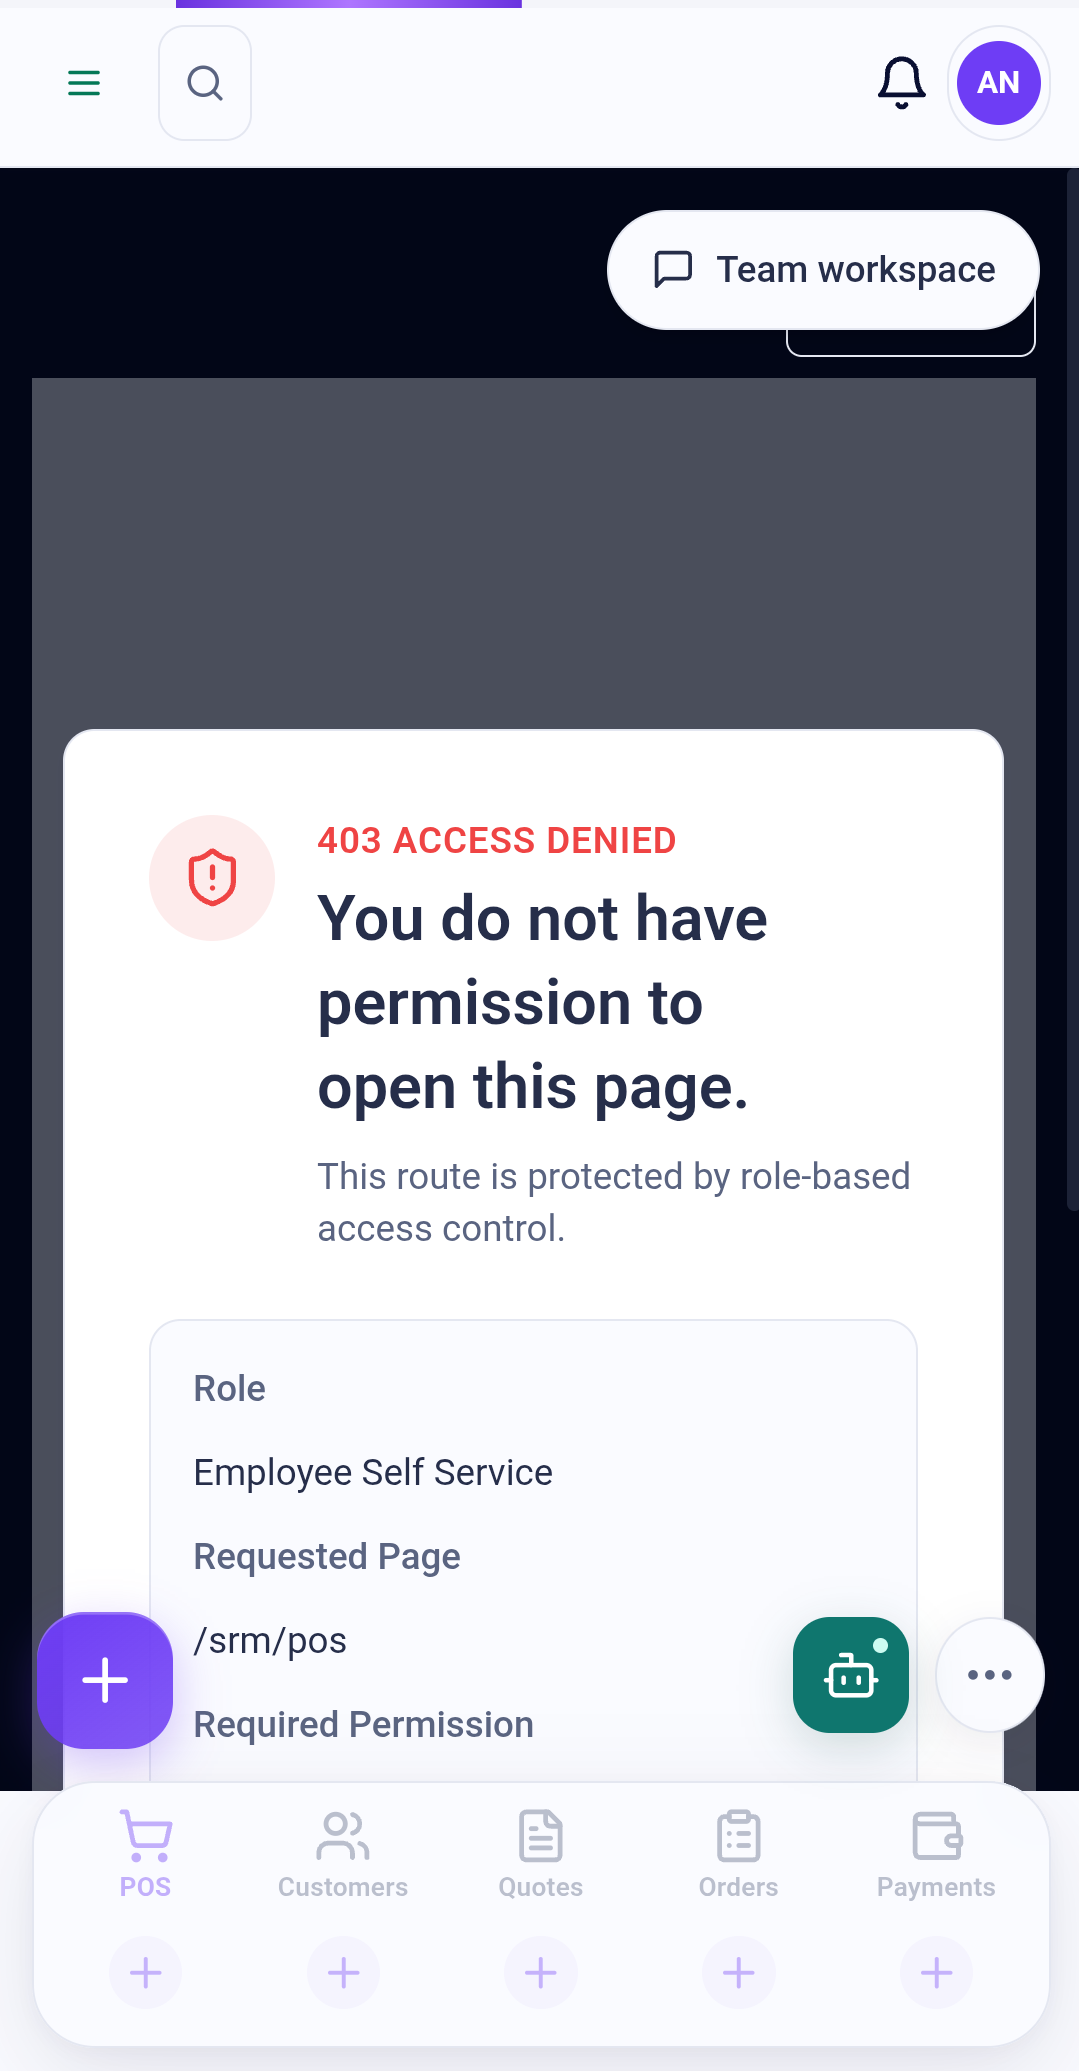 AN
Team workspace
403 ACCESS DENIED
You do not have
permission to
open this page.
This route is protected by role-based
access control.
Role
Employee Self Service
Requested Page
/srm/pos
Required Permission
POS
Customers
Quotes
Orders
Payments